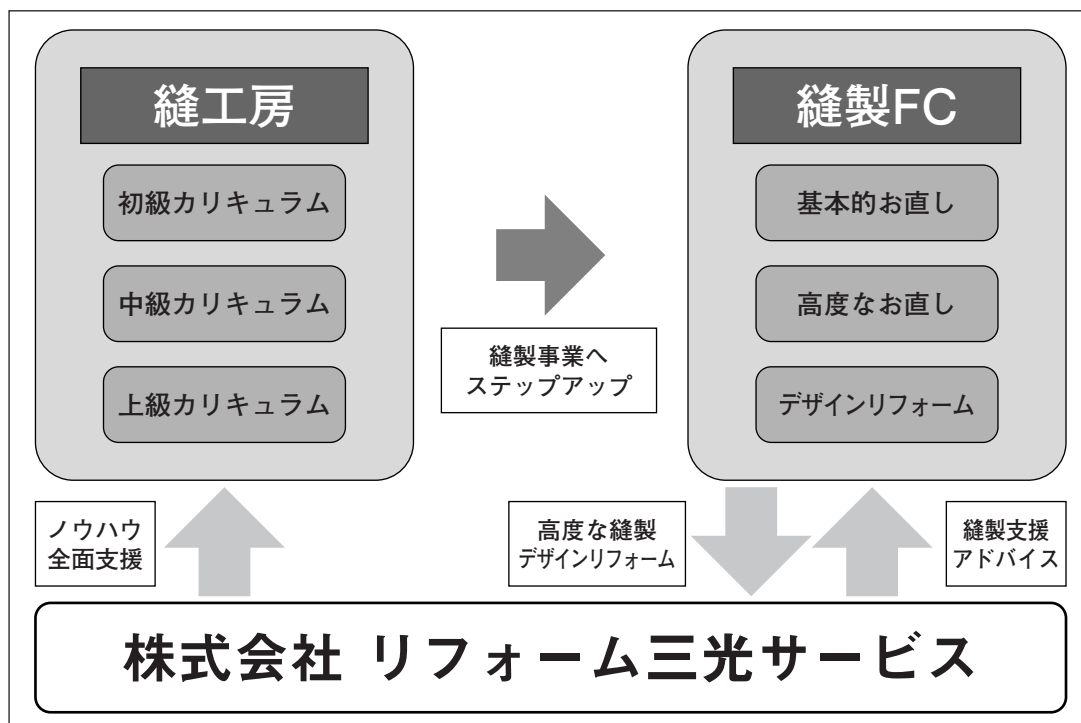 縫工房
初級カリキュラム
中級カリキュラム
上級カリキュラム
縫製事業へ
ステップアップ
縫製FC
基本的お直し
高度なお直し
デザインリフォーム
ノウハウ
全面支援
高度な縫製
デザインリフォーム
縫製支援
アドバイス
株式会社 リフォーム三光サービス